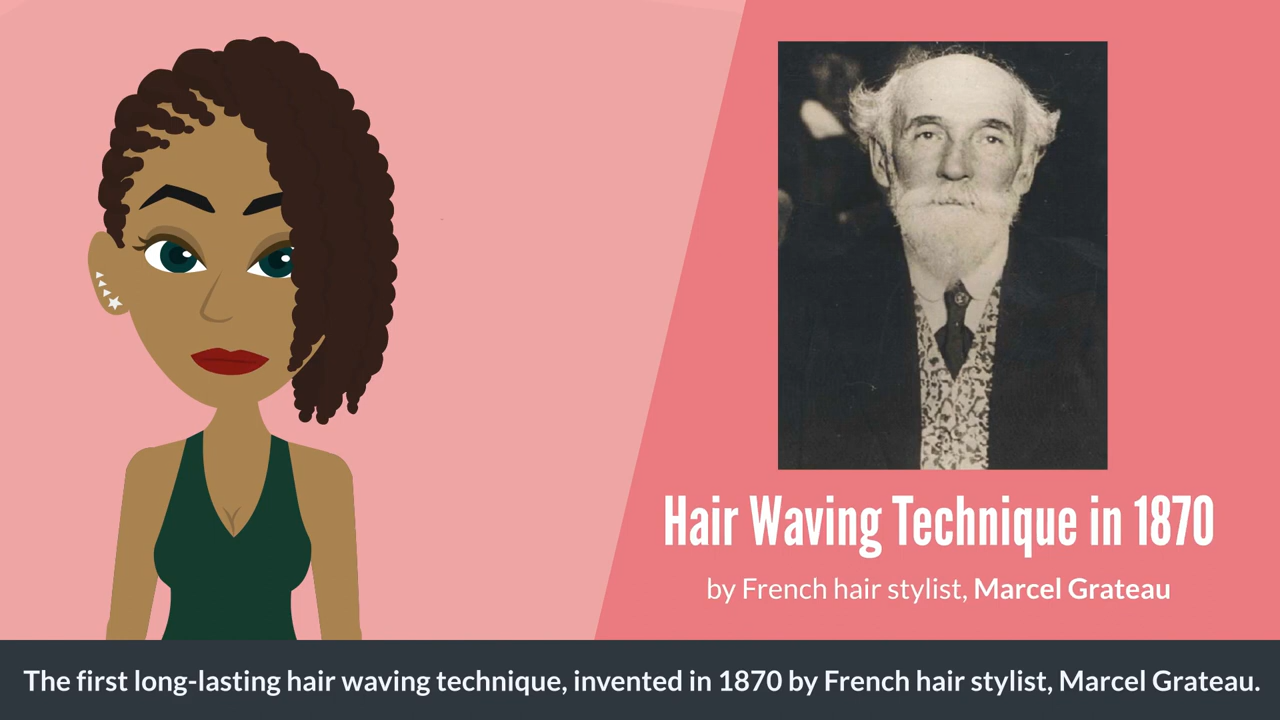 Hair Waving Technique in 1870
by French hair stylist, Marcel Grateau
The first long-lasting hair waving technique, invented in 1870 by French hair stylist, Marcel Grateau.